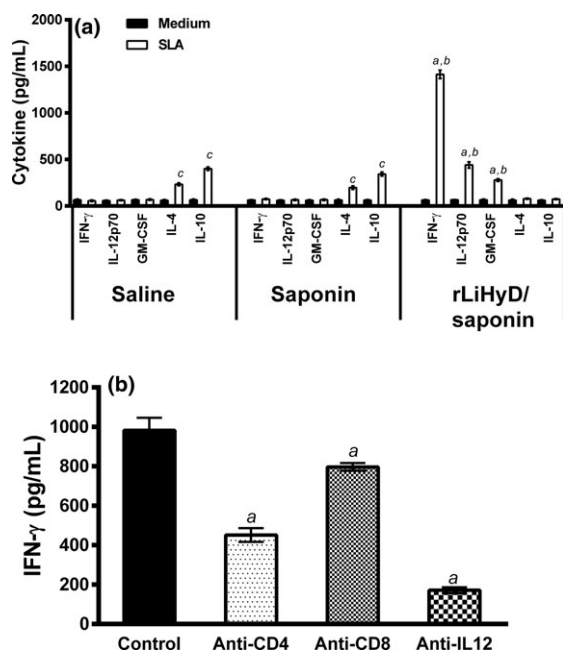 (a)
Medium
SLA
Cytokine (pg/mL)
2000
1500
1000
500
0
c
c
c
c
a,b
a,b
a,b
IFN-γ
IL-12p70
GM-CSF
IL-4
IL-10
IFN-γ
IL-12p70
GM-CSF
IL-4
IL-10
IFN-γ
IL-12p70
GM-CSF
IL-4
IL-10
Saline
Saponin
rLiHyD/
saponin
(b)
IFN-γ (pg/mL)
1200
1000
800
600
400
200
0
a
a
a
Control
Anti-CD4
Anti-CD8
Anti-IL12